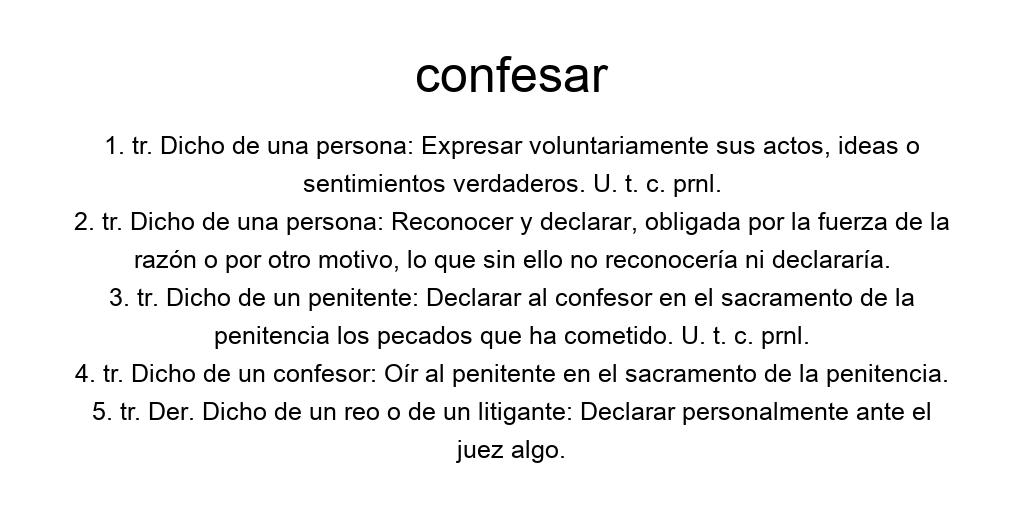 confesar
1. tr. Dicho de una persona: Expresar voluntariamente sus actos, ideas o
sentimientos verdaderos. U. t. c. prnl.
2. tr. Dicho de una persona: Reconocer y declarar, obligada por la fuerza de la
razón o por otro motivo, lo que sin ello no reconocería ni declararía.
3. tr. Dicho de un penitente: Declarar al confesor en el sacramento de la
penitencia los pecados que ha cometido. U. t. c. prnl.
4. tr. Dicho de un confesor: Oír al penitente en el sacramento de la penitencia.
5. tr. Der. Dicho de un reo o de un litigante: Declarar personalmente ante el
juez algo.